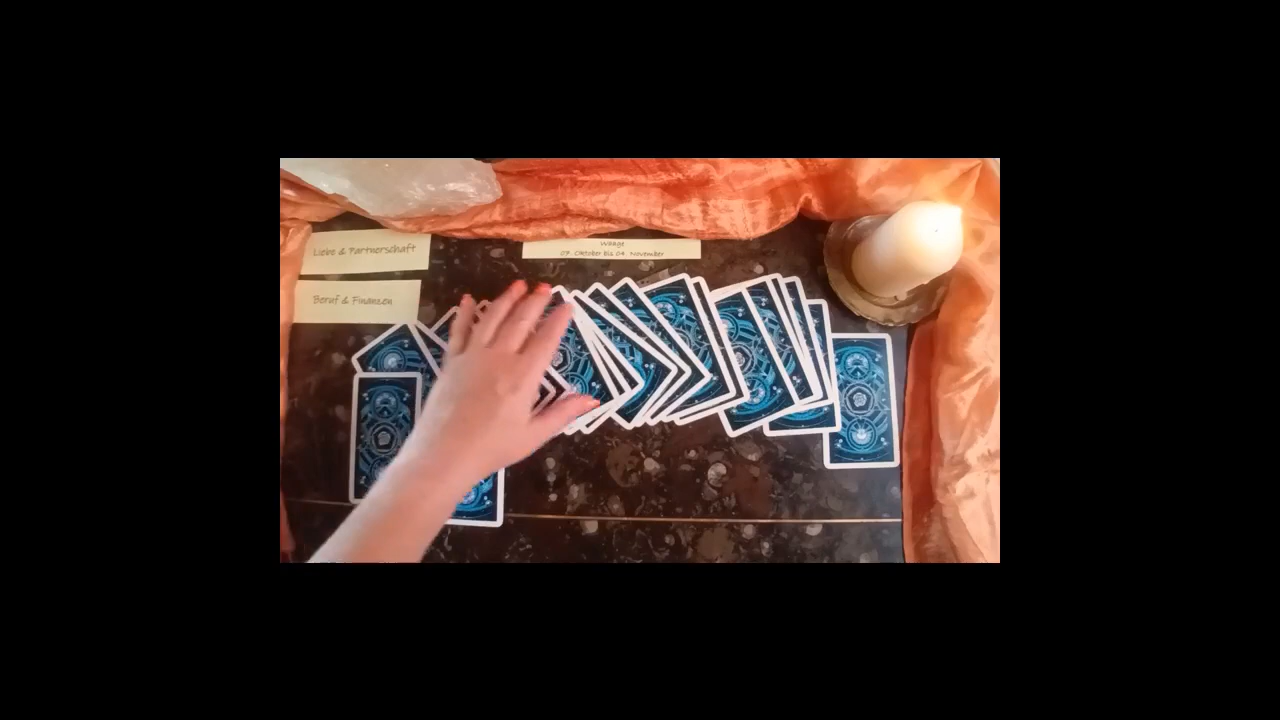 Liebe & Partnerschaft
Waage
07. Oktober bis 04. November
Beruf & Finanzen